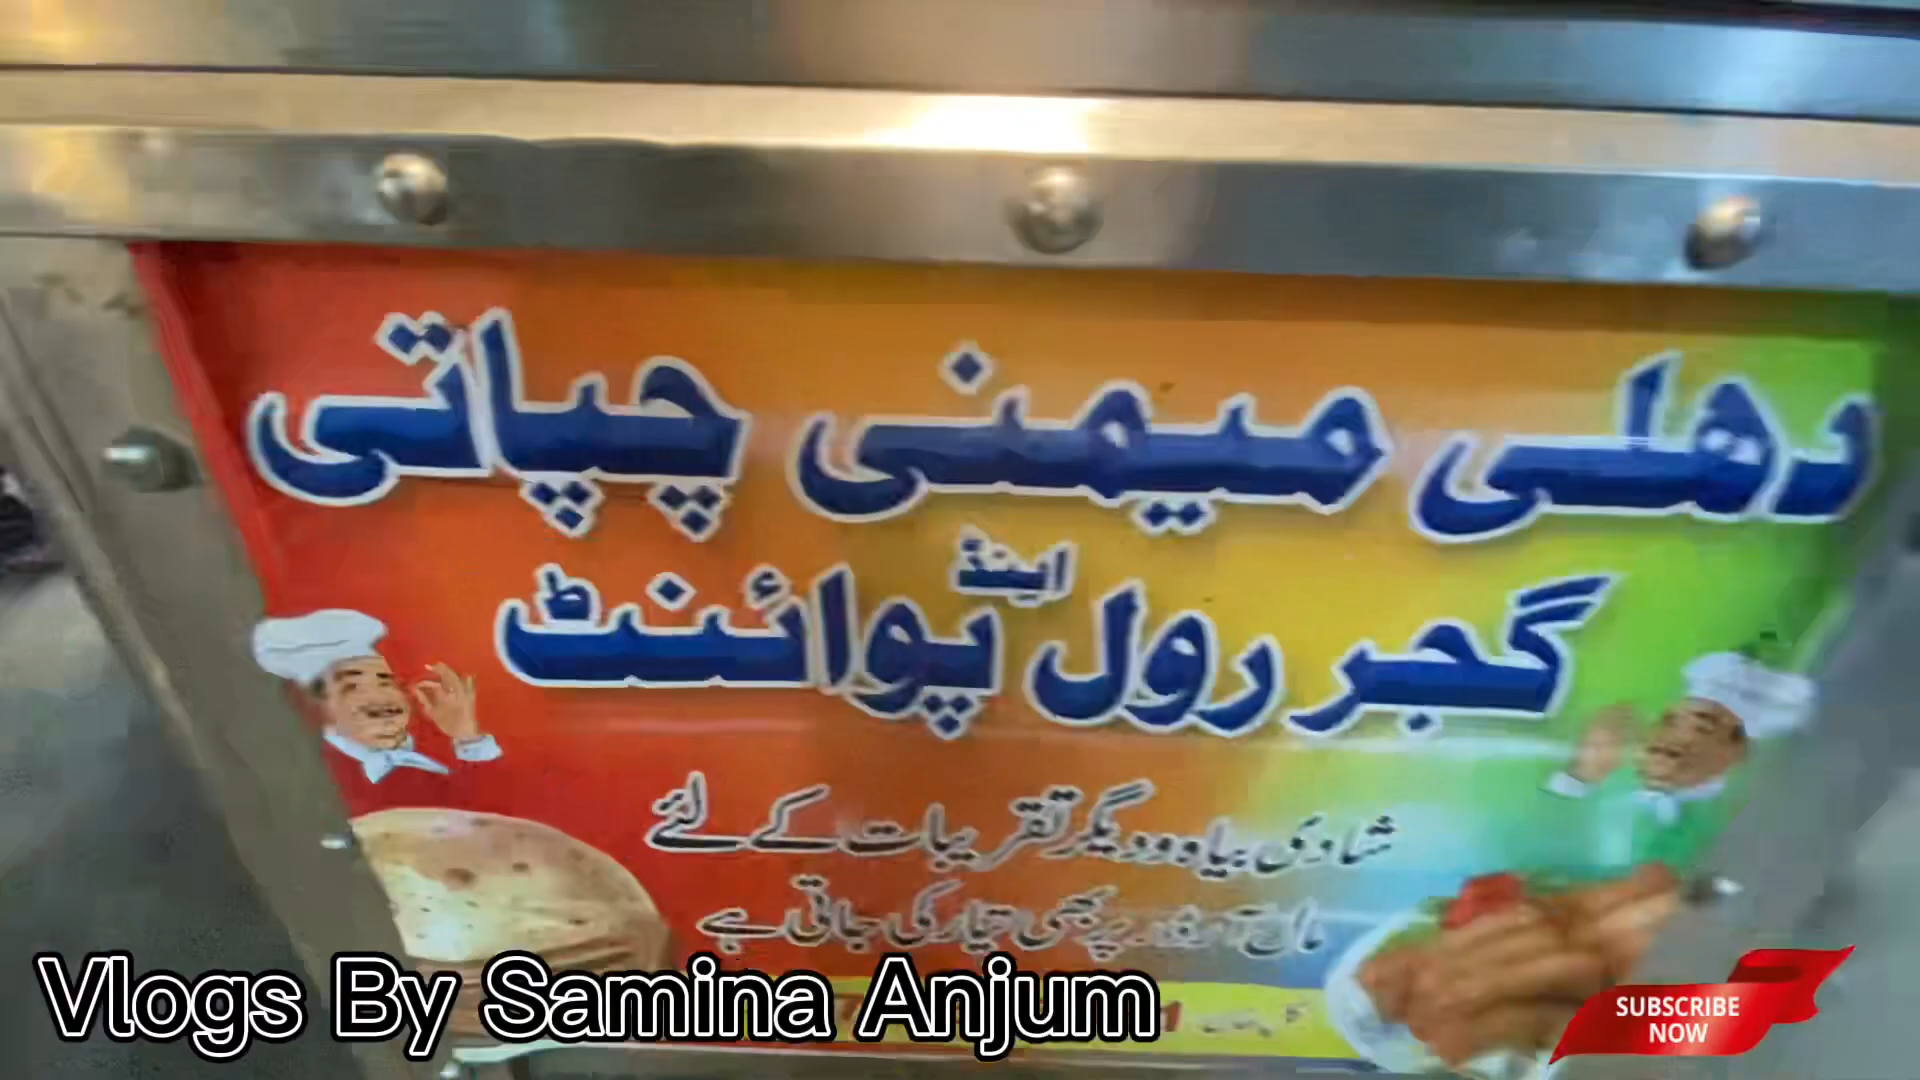 دهلی میمنی چپاتی
اینڈ
گجر رول پوائنٹ
شادی بیاہ و دیگر تقریبات کے لئے
مال آرڈر پر بھی تیار کی جاتی ہے
Vlogs By Samina Anjum
SUBSCRIBE
NOW